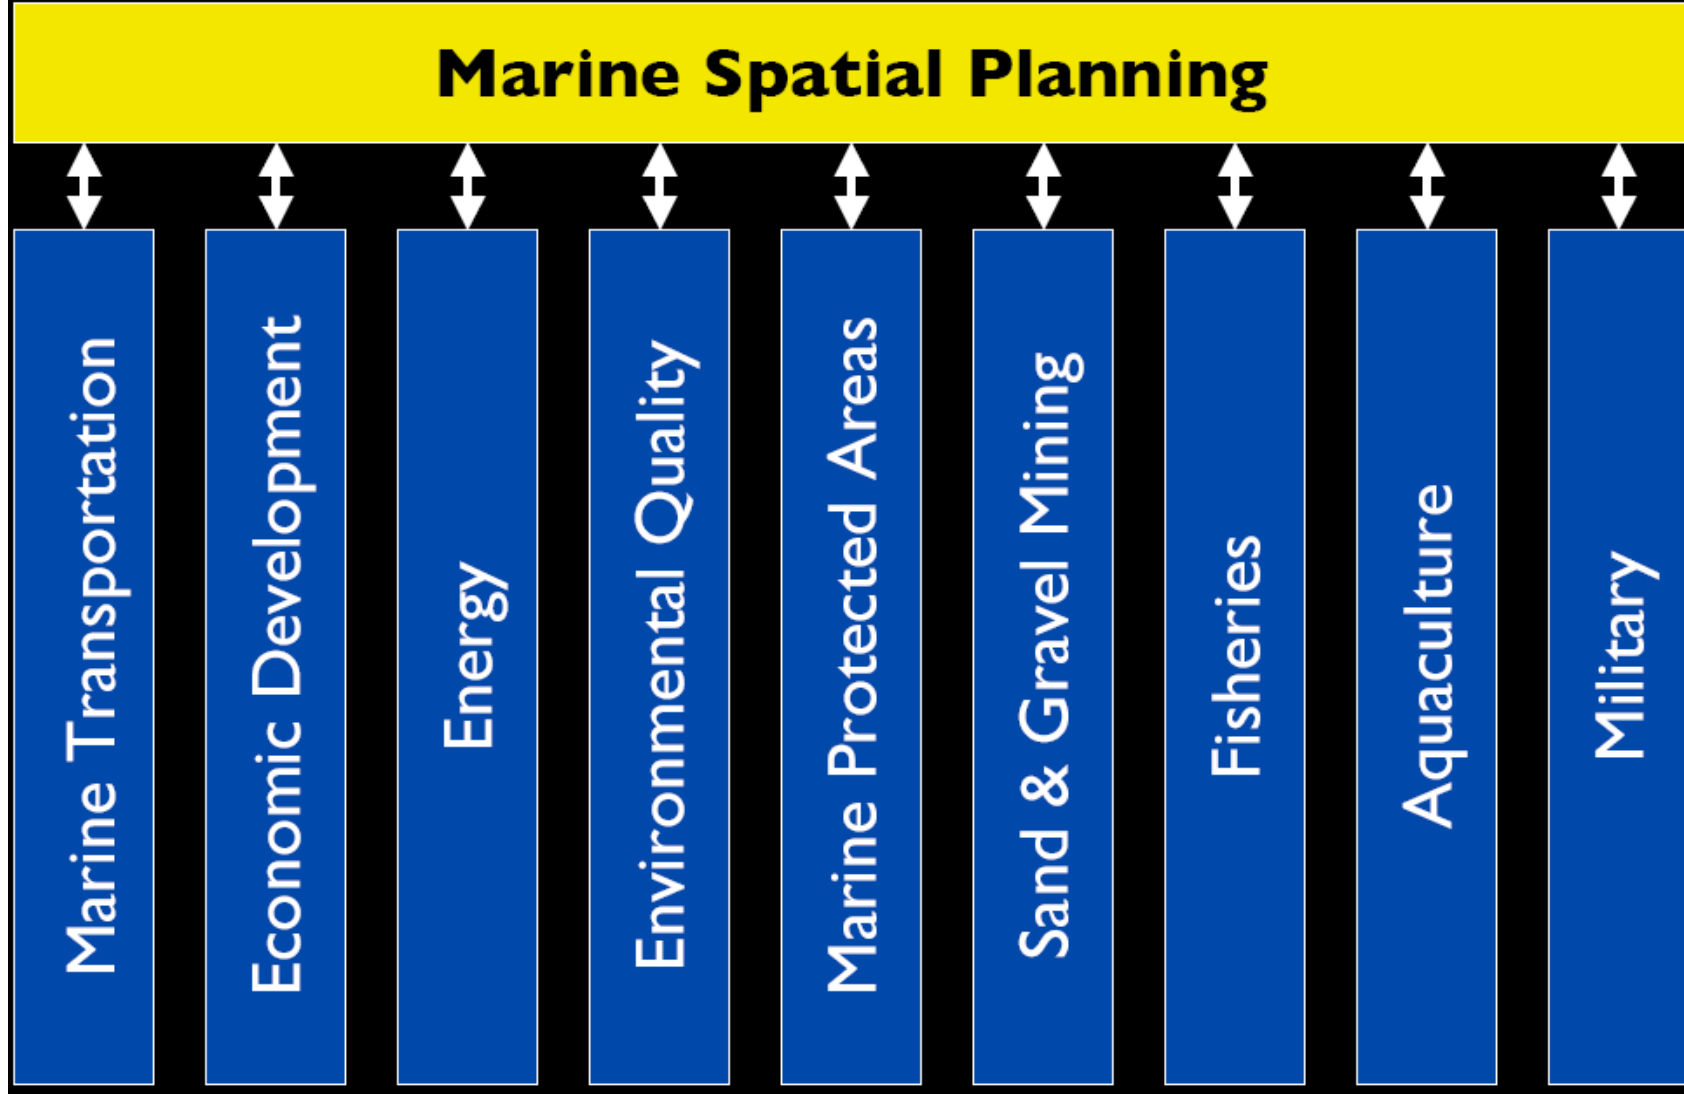 Marine Spatial Planning
Marine Transportation
Economic Development
Energy
Environmental Quality
Marine Protected Areas
Sand & Gravel Mining
Fisheries
Aquaculture
Military